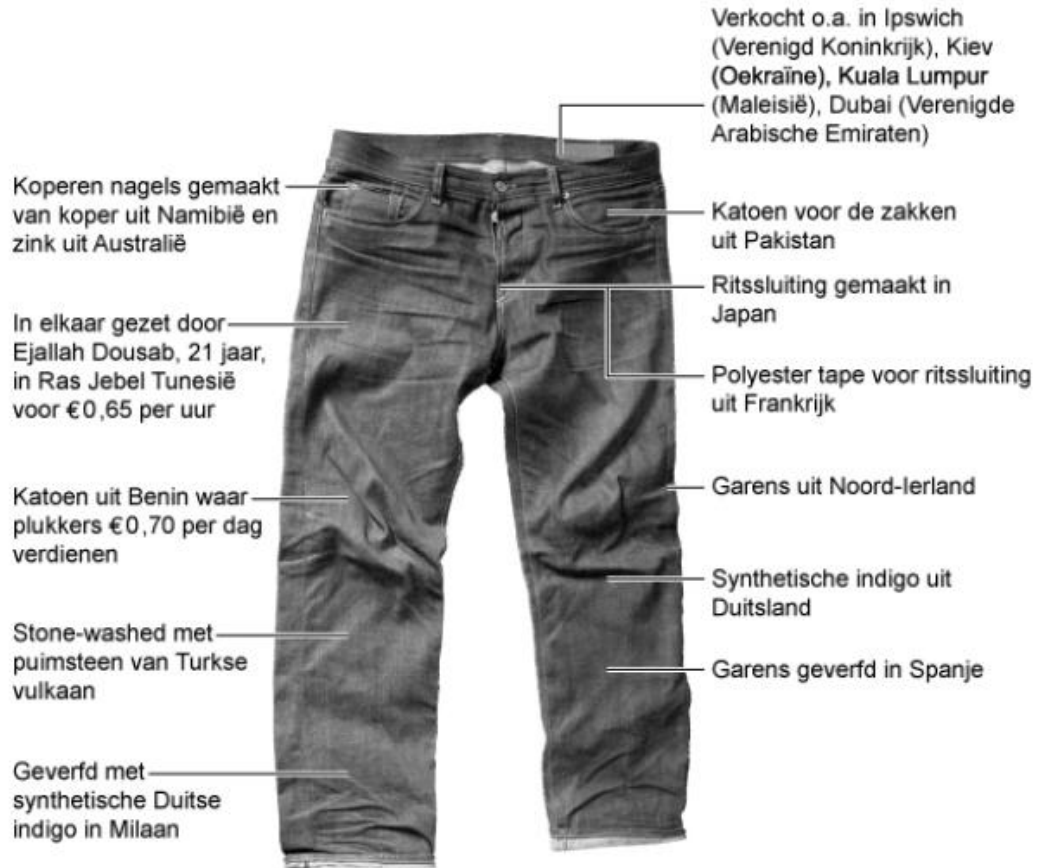 Verkocht o.a. in Ipswich
(Verenigd Koninkrijk), Kiev
(Oekraïne), Kuala Lumpur
(Maleisië), Dubai (Verenigde
Arabische Emiraten)
Koperen nagels gemaakt
van koper uit Namibië en
zink uit Australië
In elkaar gezet door
Ejallah Dousab, 21 jaar,
in Ras Jebel Tunesië
voor €0,65 per uur
Katoen uit Benin waar
plukkers €0,70 per dag
verdienen
Stone-washed met
puimsteen van Turkse
vulkaan
Geverfd met
synthetische Duitse
indigo in Milaan
Katoen voor de zakken
uit Pakistan
Ritssluiting gemaakt in
Japan
Polyester tape voor ritssluiting
uit Frankrijk
Garens uit Noord-Ierland
Synthetische indigo uit
Duitsland
Garens geverfd in Spanje